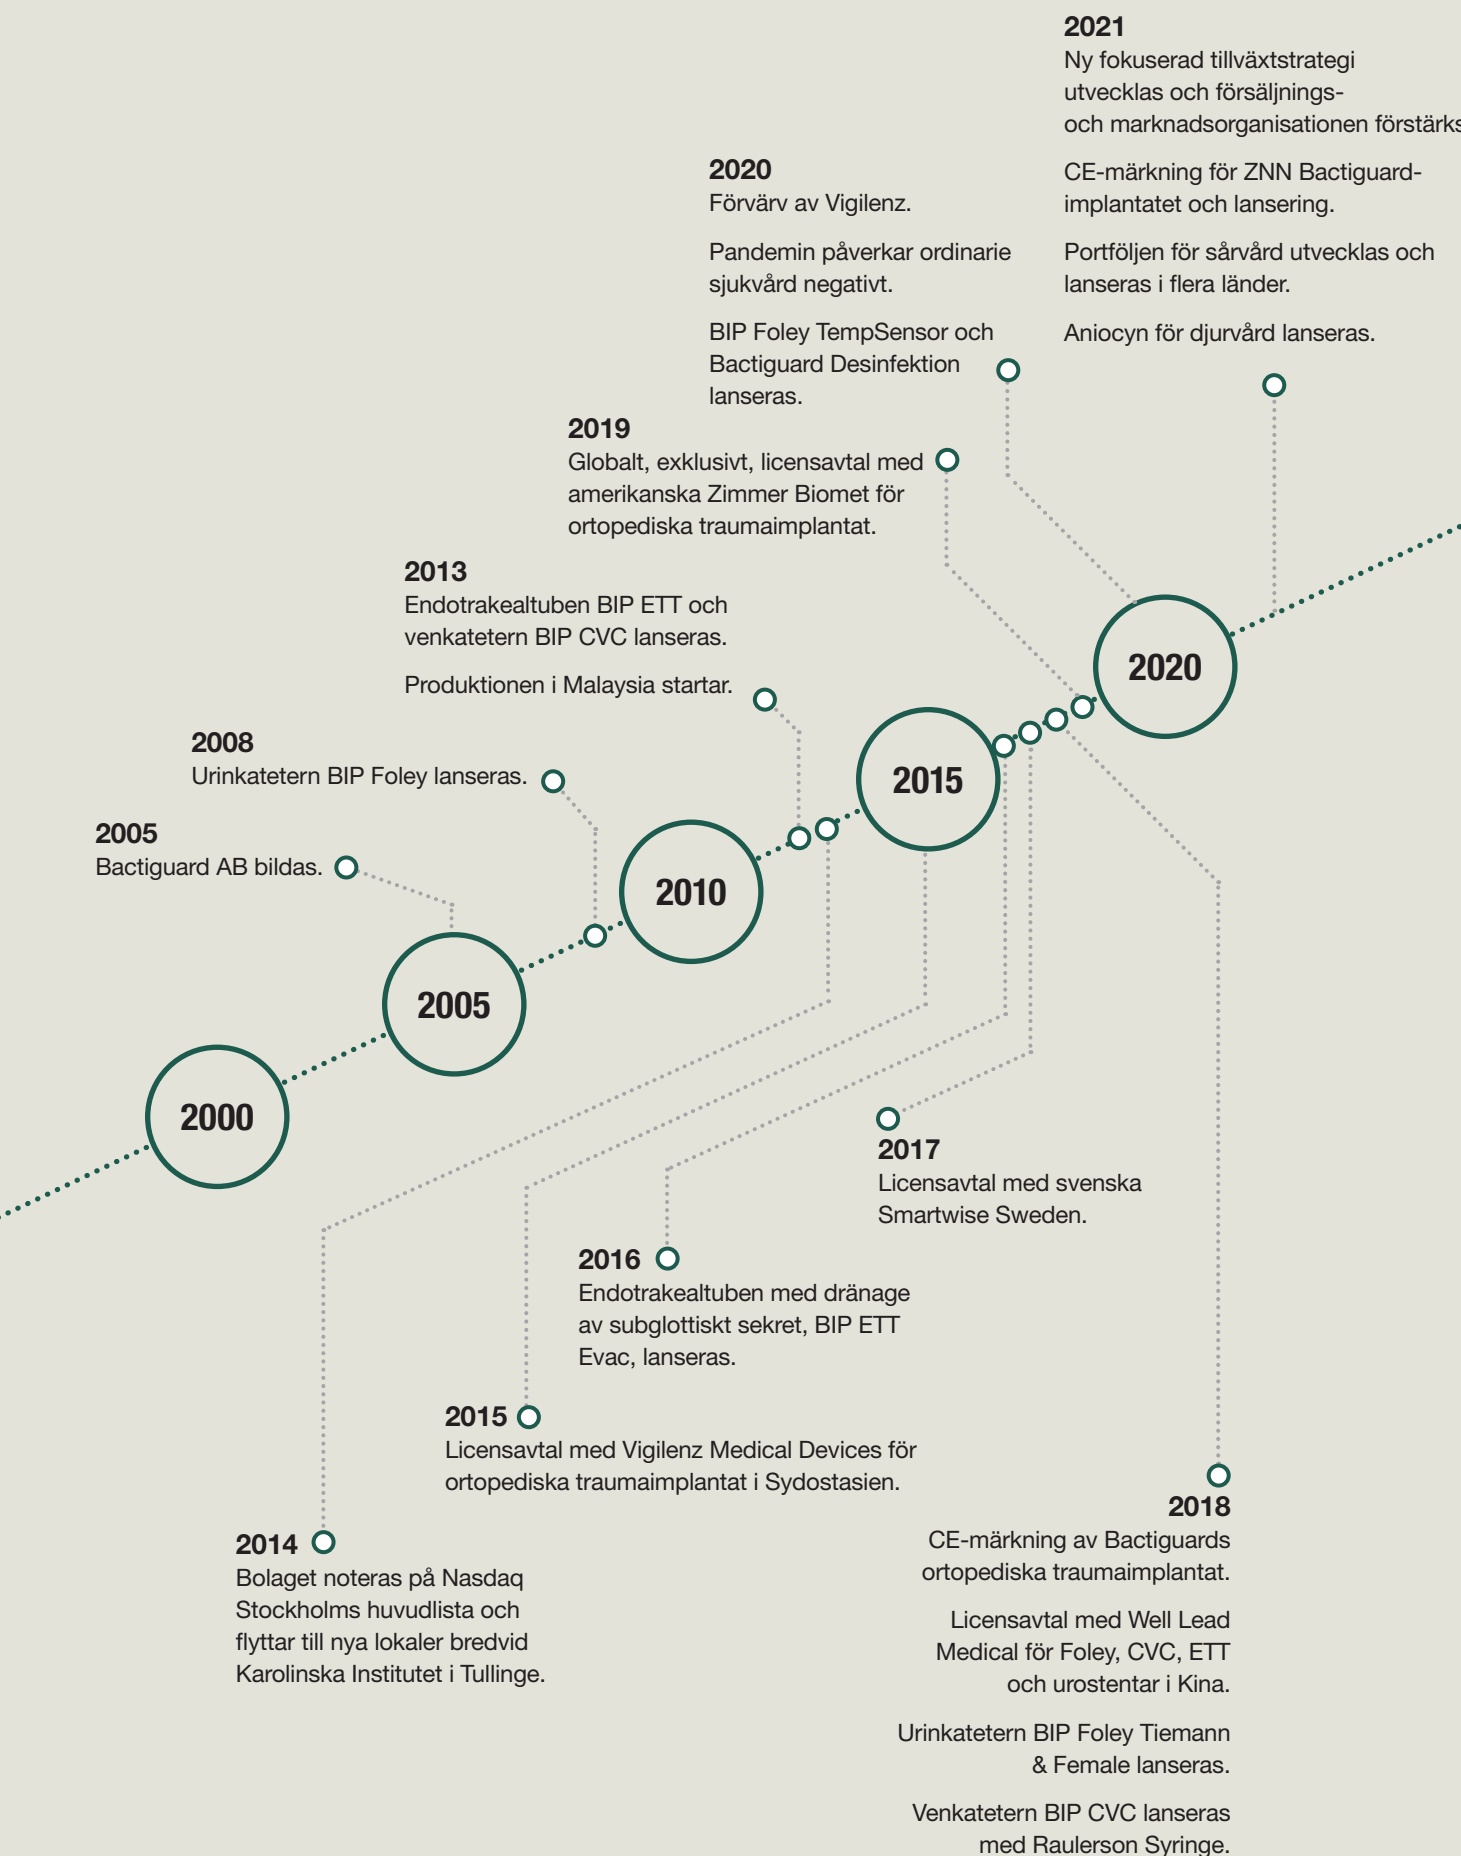 2021
Ny fokuserad tillväxtstrategi
utvecklas och försäljnings-
och marknadsorganisationen förstärks
CE-märkning för ZNN Bactiguard-
implantatet och lansering.
Portföljen för sårvård utvecklas och
lanseras i flera länder.
Aniocyn för djurvård lanseras.
2020
Förvärv av Vigilenz.
Pandemin påverkar ordinarie
sjukvård negativt.
BIP Foley TempSensor och
Bactiguard Desinfektion
lanseras.
2019
Globalt, exklusivt, licensavtal med
amerikanska Zimmer Biomet för
ortopediska traumaimplantat.
2013
Endotrakealtuben BIP ETT och
venkatetern BIP CVC lanseras.
Produktionen i Malaysia startar.
2008
Urinkatetern BIP Foley lanseras.
2005
Bactiguard AB bildas.
2020
2015
2010
2005
2000
2017
Licensavtal med svenska
Smartwise Sweden.
2016
Endotrakealtuben med dränage
av subglottiskt sekret, BIP ETT
Evac, lanseras.
2015
Licensavtal med Vigilenz Medical Devices för
ortopediska traumaimplantat i Sydostasien.
2014
Bolaget noteras på Nasdaq
Stockholms huvudlista och
flyttar till nya lokaler bredvid
Karolinska Institutet i Tullinge.
2018
CE-märkning av Bactiguards
ortopediska traumaimplantat.
Licensavtal med Well Lead
Medical för Foley, CVC, ETT
och urostentar i Kina.
Urinkatetern BIP Foley Tiemann
& Female lanseras.
Venkatetern BIP CVC lanseras
med Raulerson Syringe.